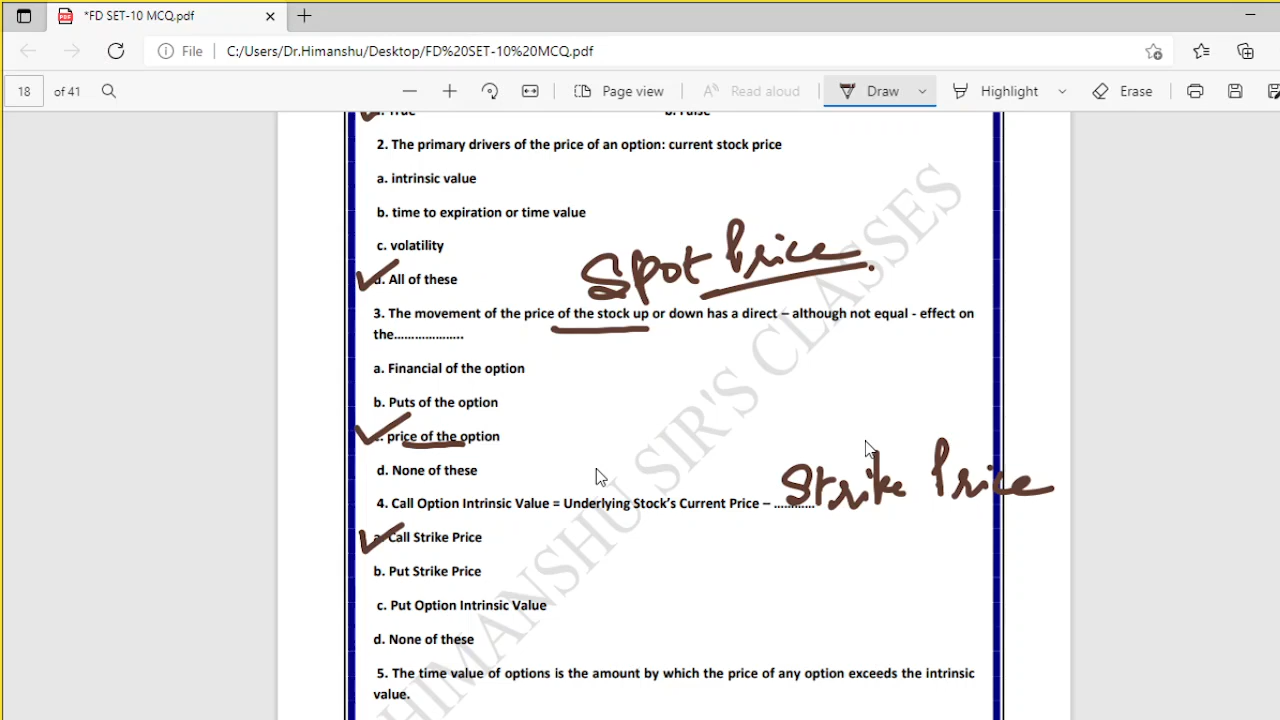 *FD SET-10 MCQ.pdf
File C:/Users/Dr.Himanshu/Desktop/FD%20SET-10%20MCQ.pdf
18 of 41 Page view Read aloud Draw Highlight Erase
a. True b. False
2. The primary drivers of the price of an option: current stock price
a. intrinsic value
b. time to expiration or time value
c. volatility
Spot Price.
d. All of these
3. The movement of the price of the stock up or down has a direct – although not equal - effect on
the...................
a. Financial of the option
b. Puts of the option
c. price of the option
d. None of these
Strike Price
4. Call Option Intrinsic Value = Underlying Stock's Current Price – ............
a. Call Strike Price
b. Put Strike Price
c. Put Option Intrinsic Value
d. None of these
5. The time value of options is the amount by which the price of any option exceeds the intrinsic
value.
HIMANSHU SIR'S CLASSES